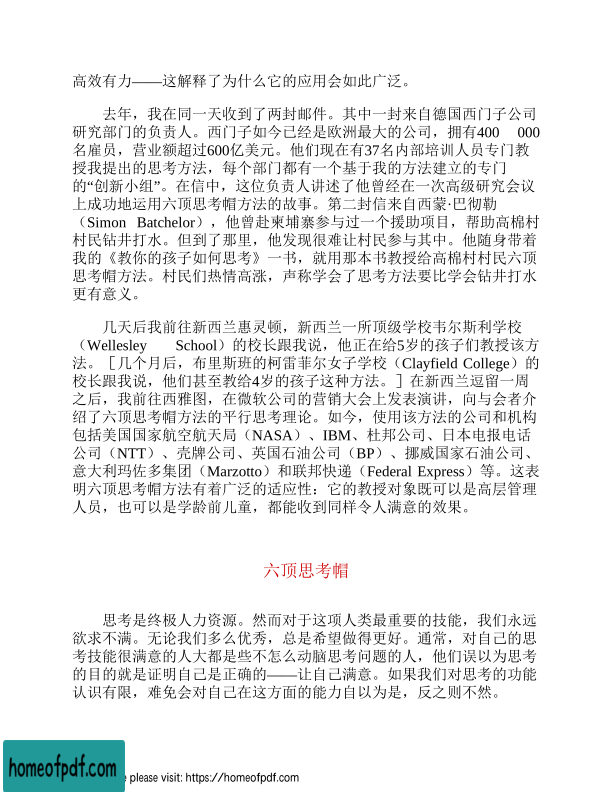 高效有力——这解释了为什么它的应用会如此广泛。
去年，我在同一天收到了两封邮件。其中一封来自德国西门子公司
研究部门的负责人。西门子如今已经是欧洲最大的公司，拥有400 000
名雇员，营业额超过600亿美元。他们现在有37名内部培训人员专门教
授我提出的思考方法，每个部门都有一个基于我的方法建立的专门
的“创新小组”。在信中，这位负责人讲述了他曾经在一次高级研究会议
上成功地运用六顶思考帽方法的故事。第二封信来自西蒙·巴彻勒
（Simon Batchelor），他曾赴柬埔寨参与过一个援助项目，帮助高棉村
村民钻井打水。但到了那里，他发现很难让村民参与其中。他随身带着
我的《教你的孩子如何思考》一书，就用那本书教授给高棉村村民六顶
思考帽方法。村民们热情高涨，声称学会了思考方法要比学会钻井打水
更有意义。
几天后我前往新西兰惠灵顿，新西兰一所顶级学校韦尔斯利学校
（Wellesley School）的校长跟我说，他正在给5岁的孩子们教授该方
法。［几个月后，布里斯班的柯雷菲尔女子学校（Clayfield College）的
校长跟我说，他们甚至教给4岁的孩子这种方法。］在新西兰逗留一周
之后，我前往西雅图，在微软公司的营销大会上发表演讲，向与会者介
绍了六顶思考帽方法的平行思考理论。如今，使用该方法的公司和机构
包括美国国家航空航天局（NASA）、IBM、杜邦公司、日本电报电话
公司（NTT）、壳牌公司、英国石油公司（BP）、挪威国家石油公司、
意大利玛佐多集团（Marzotto）和联邦快递（Federal Express）等。这表
明六顶思考帽方法有着广泛的适应性：它的教授对象既可以是高层管理
人员，也可以是学龄前儿童，都能收到同样令人满意的效果。
六顶思考帽
思考是终极人力资源。然而对于这项人类最重要的技能，我们永远
欲求不满。无论我们多么优秀，总是希望做得更好。通常，对自己的思
考技能很满意的人大都是些不怎么动脑思考问题的人，他们误以为思考
的目的就是证明自己是正确的——让自己满意。如果我们对思考的功能
认识有限，难免会对自己在这方面的能力自以为是，反之则不然。
homeofpdf.com
e please visit: https://homeofpdf.com